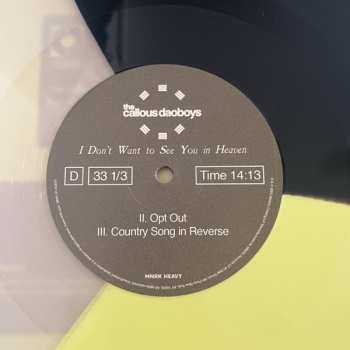 the
callous daoboys
I Don't Want to See You in Heaven
D 33 1/3 Time 14:13
II. Opt Out
III. Country Song in Reverse
MNRK HEAVY